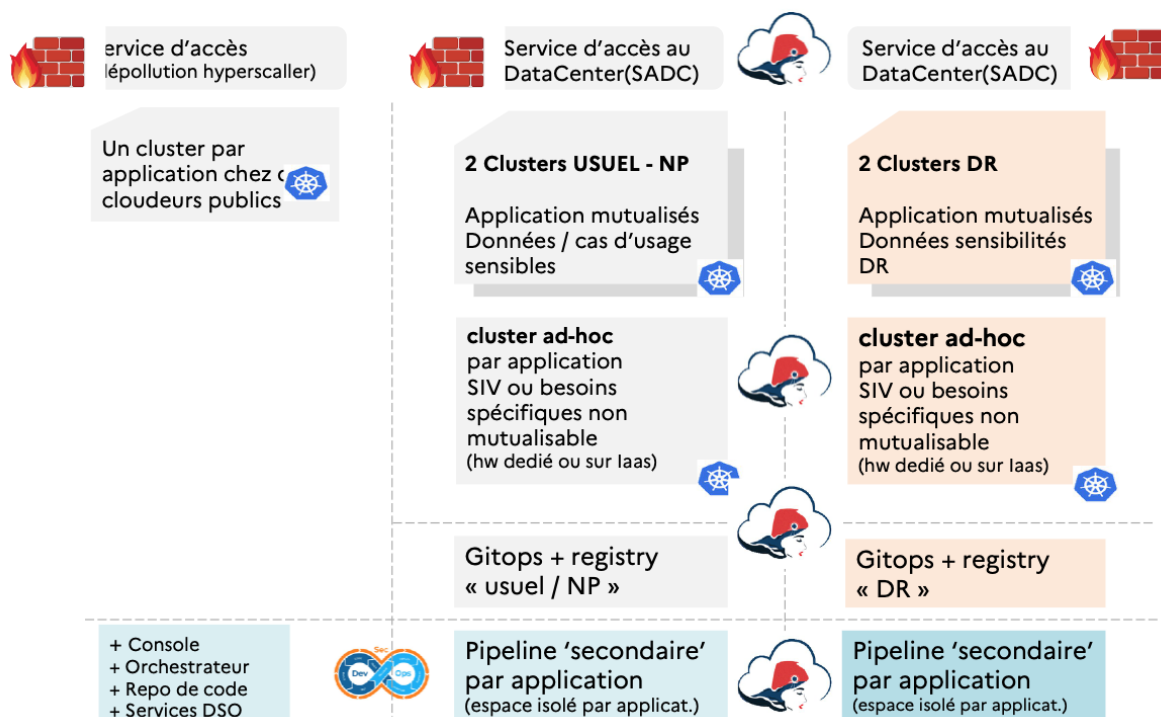 ervice d'accès
lépollution hyperscaller)
Service d'accès au
DataCenter(SADC)
Service d'accès au
DataCenter(SADC)
Un cluster par
application chez
cloudeurs publics
2 Clusters USUEL - NP
Application mutualisés
Données / cas d'usage
sensibles
2 Clusters DR
Application mutualisés
Données sensibilités
DR
cluster ad-hoc
par application
SIV ou besoins
spécifiques non
mutualisable
(hw dedié ou sur Iaas)
cluster ad-hoc
par application
SIV ou besoins
spécifiques non
mutualisable
(hw dedié ou sur Iaas)
Gitops + registry
« usuel / NP »
Gitops + registry
« DR »
+ Console
+ Orchestrateur
+ Repo de code
+ Services DSO
Sec
Dev
Ops
Pipeline 'secondaire'
par application
(espace isolé par applicat.)
Pipeline 'secondaire'
par application
(espace isolé par applicat.)